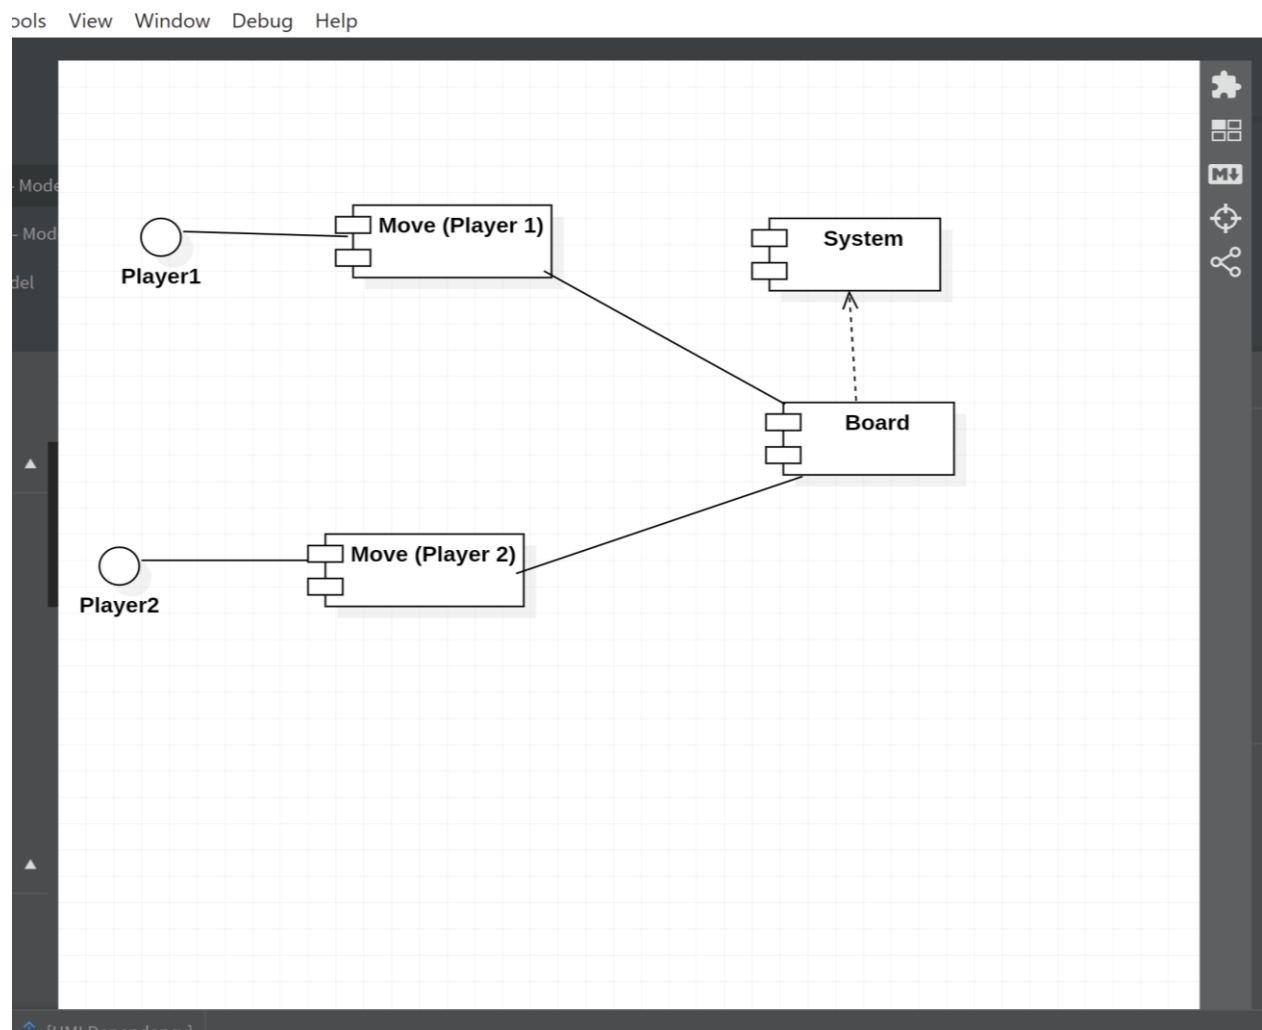 ools View Window Debug Help
- Mode
- Mod
del
Move (Player 1)
System
Player1
Board
Move (Player 2)
Player2
M